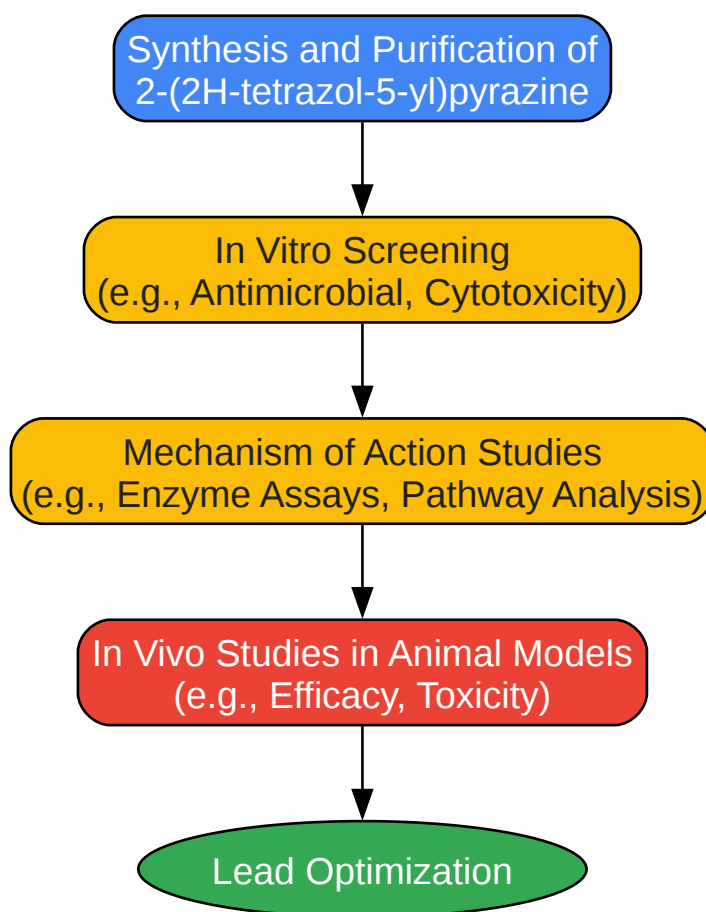 Synthesis and Purification of
2-(2H-tetrazol-5-yl)pyrazine
In Vitro Screening
(e.g., Antimicrobial, Cytotoxicity)
Mechanism of Action Studies
(e.g., Enzyme Assays, Pathway Analysis)
In Vivo Studies in Animal Models
(e.g., Efficacy, Toxicity)
Lead Optimization